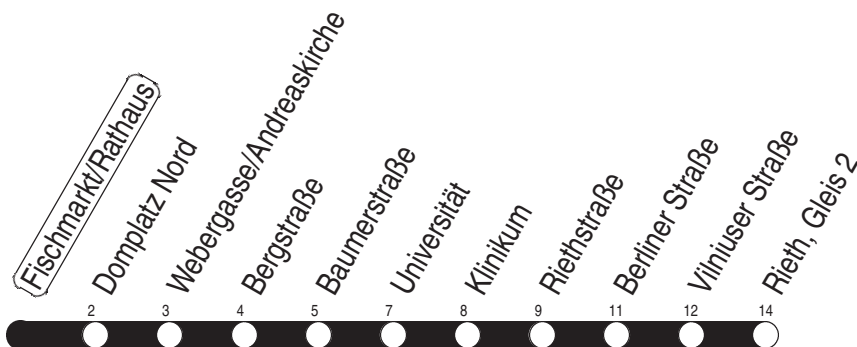 Fischmarkt/Rathaus
Domplatz Nord
Webergasse/Andreaskirche
Bergstraße
Baumerstraße
Universität
Klinikum
Riethstraße
Berliner Straße
Vilniuser Straße
Rieth, Gleis 2
2 3 4 5 7 8 9 11 12 14